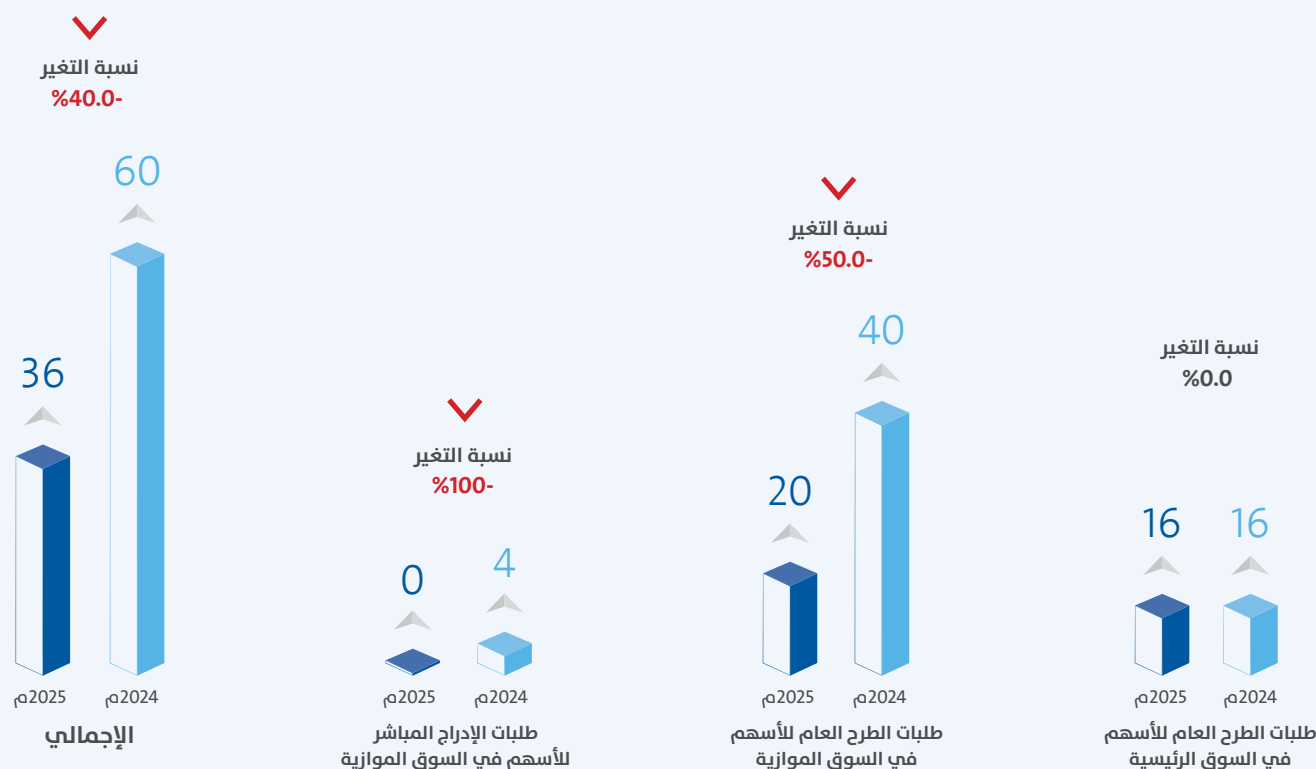 نسبة التغير
%0.0
16
16
2024م
2025م
طلبات الطرح العام للأسهم
في السوق الرئيسية
نسبة التغير
%50.0-
40
20
2024م
2025م
طلبات الطرح العام للأسهم
في السوق الموازية
نسبة التغير
%100-
4
0
2024م
2025م
طلبات الإدراج المباشر
للأسهم في السوق الموازية
نسبة التغير
%40.0-
60
36
2024م
2025م
الإجمالي